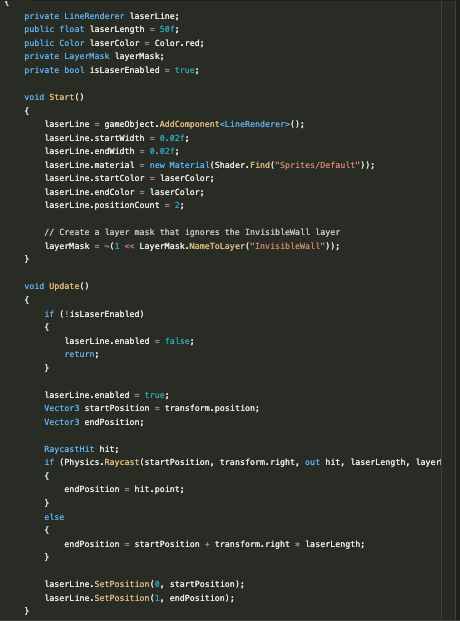 {
    private LineRenderer laserLine;
    public float laserLength = 50f;
    public Color laserColor = Color.red;
    private LayerMask layerMask;
    private bool isLaserEnabled = true;

    void Start()
    {
        laserLine = gameObject.AddComponent<LineRenderer>();
        laserLine.startWidth = 0.02f;
        laserLine.endWidth = 0.02f;
        laserLine.material = new Material(Shader.Find("Sprites/Default"));
        laserLine.startColor = laserColor;
        laserLine.endColor = laserColor;
        laserLine.positionCount = 2;

        // Create a layer mask that ignores the InvisibleWall layer
        layerMask = ~(1 << LayerMask.NameToLayer("InvisibleWall"));
    }

    void Update()
    {
        if (!isLaserEnabled)
        {
            laserLine.enabled = false;
            return;
        }

        laserLine.enabled = true;
        Vector3 startPosition = transform.position;
        Vector3 endPosition;

        RaycastHit hit;
        if (Physics.Raycast(startPosition, transform.right, out hit, laserLength, layer
        {
            endPosition = hit.point;
        }
        else
        {
            endPosition = startPosition + transform.right * laserLength;
        }

        laserLine.SetPosition(0, startPosition);
        laserLine.SetPosition(1, endPosition);
    }